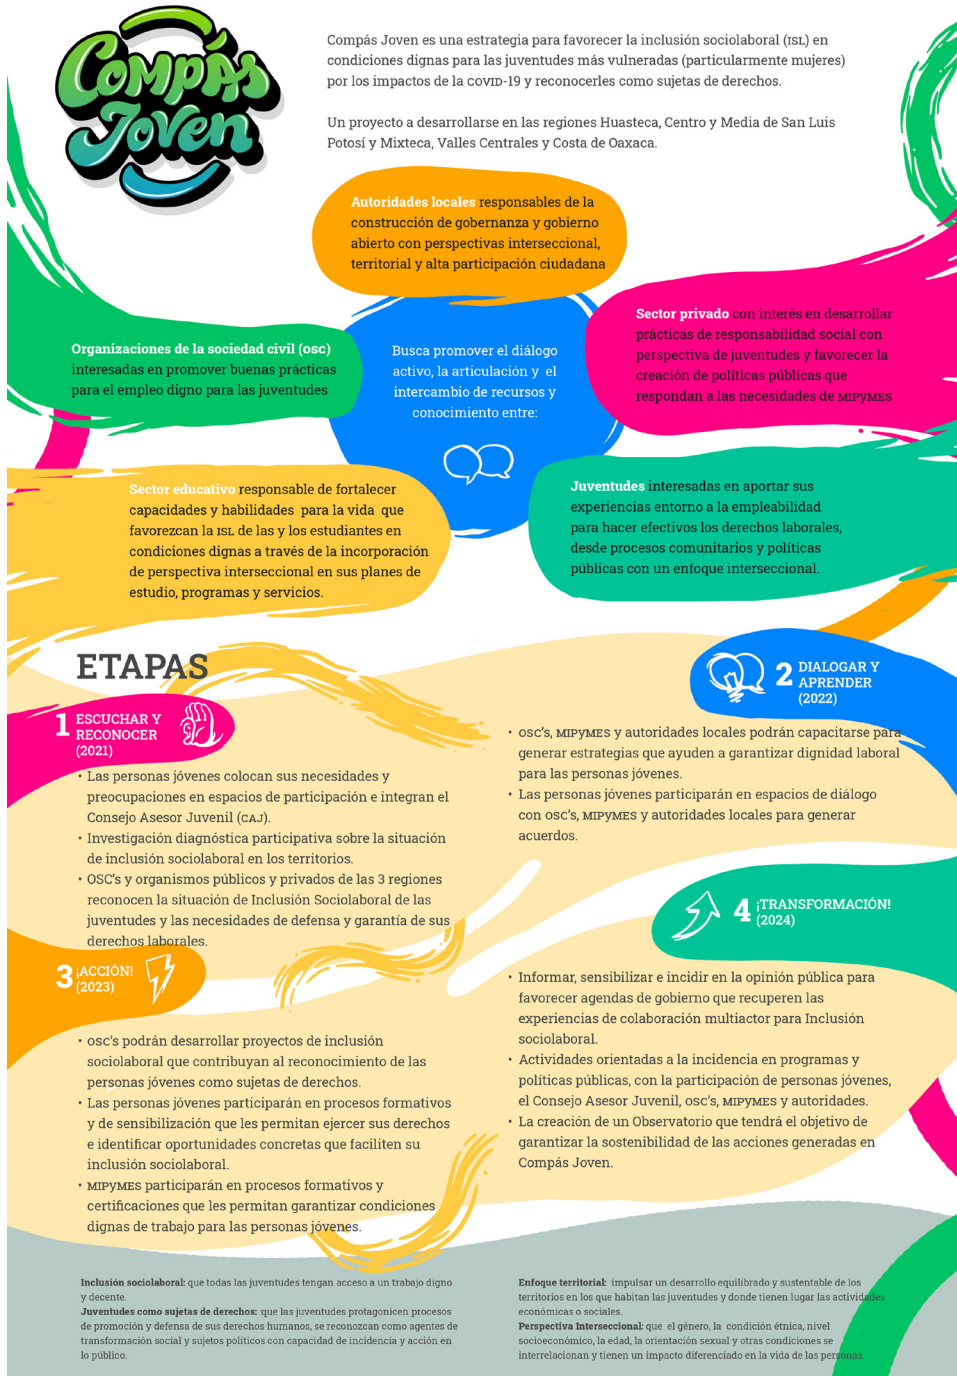 Compás
Joven
Compás Joven es una estrategia para favorecer la inclusión sociolaboral (ISL) en
condiciones dignas para las juventudes más vulneradas (particularmente mujeres)
por los impactos de la COVID-19 y reconocerles como sujetas de derechos.
Un proyecto a desarrollarse en las regiones Huasteca, Centro y Media de San Luis
Potosí y Mixteca, Valles Centrales y Costa de Oaxaca.
Autoridades locales responsables de la
construcción de gobernanza y gobierno
abierto con perspectivas interseccional,
territorial y alta participación ciudadana
Organizaciones de la sociedad civil (OSC)
interesadas en promover buenas prácticas
para el empleo digno para las juventudes
Busca promover el diálogo
activo, la articulación y el
intercambio de recursos y
conocimiento entre:
Sector privado con interés en desarrollar
prácticas de responsabilidad social con
perspectiva de juventudes y favorecer la
creación de políticas públicas que
respondan a las necesidades de MIPyMES
Sector educativo responsable de fortalecer
capacidades y habilidades para la vida que
favorezcan la ISL de las y los estudiantes en
condiciones dignas a través de la incorporación
de perspectiva interseccional en sus planes de
estudio, programas y servicios.
Juventudes interesadas en aportar sus
experiencias entorno a la empleabilidad
para hacer efectivos los derechos laborales,
desde procesos comunitarios y políticas
públicas con un enfoque interseccional.
ETAPAS
1 ESCUCHAR Y
RECONOCER
(2021)
• Las personas jóvenes colocan sus necesidades y
preocupaciones en espacios de participación e integran el
Consejo Asesor Juvenil (CAJ).
• Investigación diagnóstica participativa sobre la situación
de inclusión sociolaboral en los territorios.
• OSC's y organismos públicos y privados de las 3 regiones
reconocen la situación de Inclusión Sociolaboral de las
juventudes y las necesidades de defensa y garantía de sus
derechos laborales.
2 DIALOGAR Y
APRENDER
(2022)
• OSC's, MIPyMES y autoridades locales podrán capacitarse para
generar estrategias que ayuden a garantizar dignidad laboral
para las personas jóvenes.
• Las personas jóvenes participarán en espacios de diálogo
con OSC's, MIPyMES y autoridades locales para generar
acuerdos.
3 ¡ACCIÓN!
(2023)
• OSC's podrán desarrollar proyectos de inclusión
sociolaboral que contribuyan al reconocimiento de las
personas jóvenes como sujetas de derechos.
• Las personas jóvenes participarán en procesos formativos
y de sensibilización que les permitan ejercer sus derechos
e identificar oportunidades concretas que faciliten su
inclusión sociolaboral.
• MIPyMES participarán en procesos formativos y
certificaciones que les permitan garantizar condiciones
dignas de trabajo para las personas jóvenes.
4 ¡TRANSFORMACIÓN!
(2024)
• Informar, sensibilizar e incidir en la opinión pública para
favorecer agendas de gobierno que recuperen las
experiencias de colaboración multiactor para Inclusión
sociolaboral.
• Actividades orientadas a la incidencia en programas y
políticas públicas, con la participación de personas jóvenes,
el Consejo Asesor Juvenil, OSC's, MIPyMES y autoridades.
• La creación de un Observatorio que tendrá el objetivo de
garantizar la sostenibilidad de las acciones generadas en
Compás Joven.
Inclusión sociolaboral: que todas las juventudes tengan acceso a un trabajo digno
y decente.
Juventudes como sujetas de derechos: :que las juventudes protagonicen procesos
de promoción y defensa de sus derechos humanos, se reconozcan como agentes de
transformación social y sujetos políticos con capacidad de incidencia y acción en
lo público.
Enfoque territorial: impulsar un desarrollo equilibrado y sustentable de los
territorios en los que habitan las juventudes y donde tienen lugar las actividades
económicas o sociales.
Perspectiva Interseccional: que el género, la condición étnica, nivel
socioeconómico, la edad, la orientación sexual y otras condiciones se
interrelacionan y tienen un impacto diferenciado en la vida de las personas.